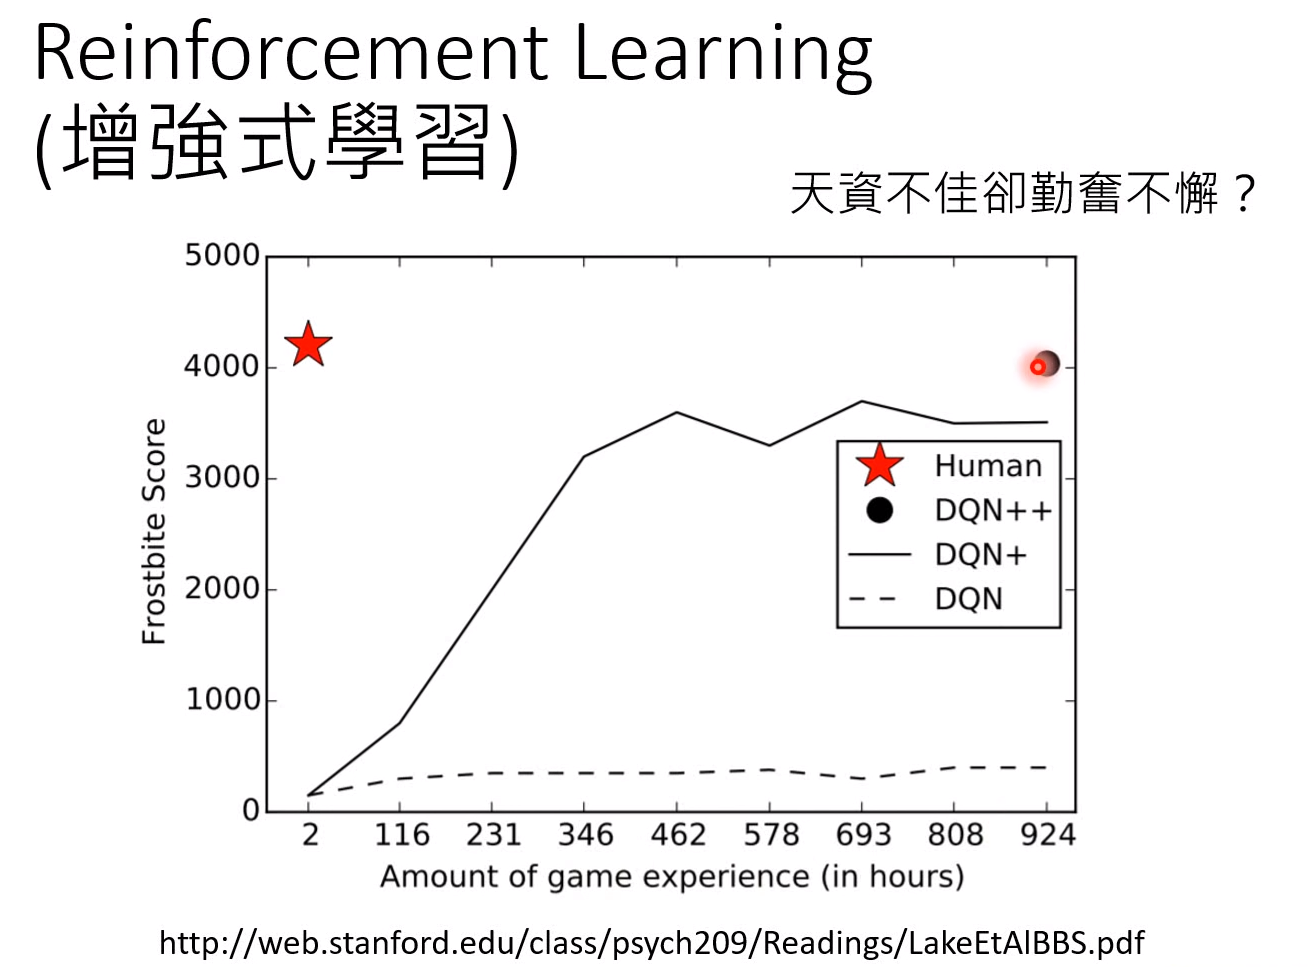 Reinforcement Learning
(增強式學習)
天資不佳卻勤奮不懈？
5000
4000
3000
2000
1000
0
Frostbite Score
Human
DQN++
DQN+
DQN
2 116 231 346 462 578 693 808 924
Amount of game experience (in hours)
http://web.stanford.edu/class/psych209/Readings/LakeEtAlBBS.pdf